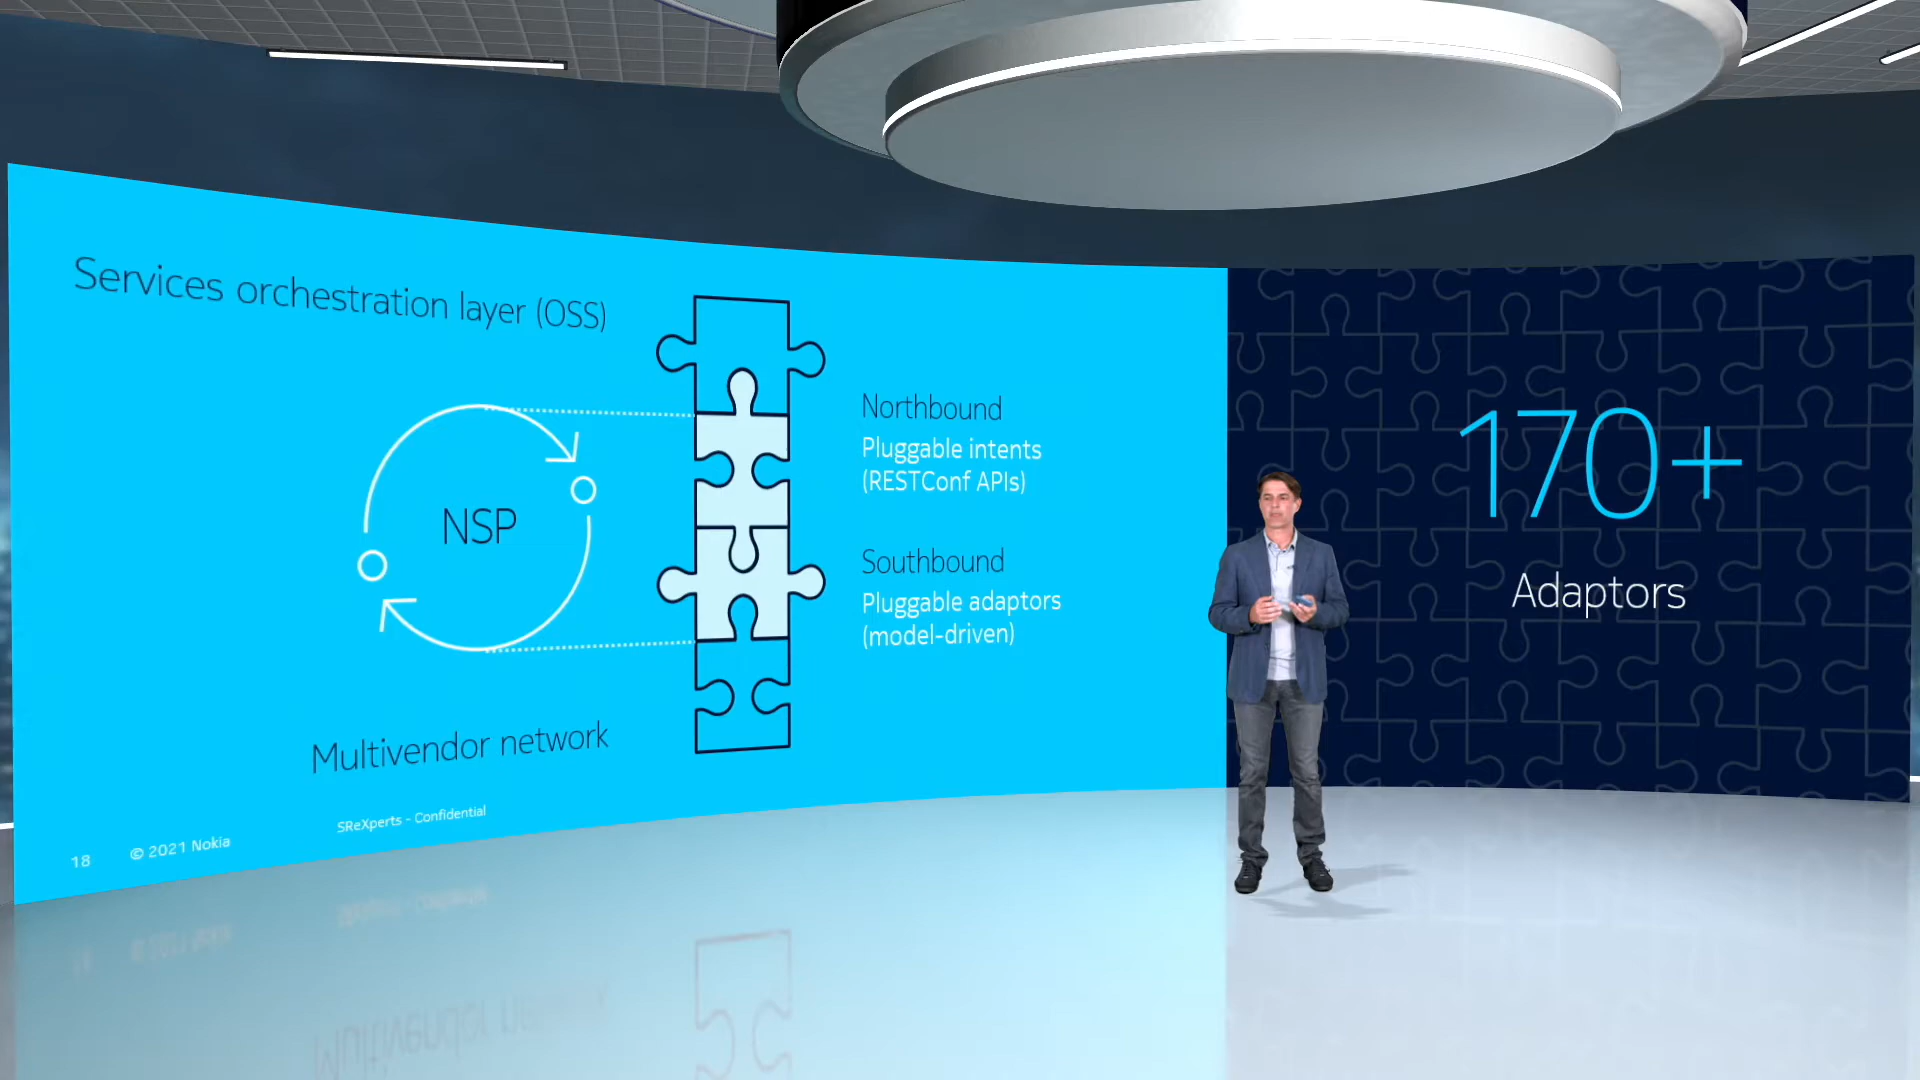 Services orchestration layer (OSS)
NSP
Northbound
Pluggable intents
(RESTConf APIs)
Southbound
Pluggable adaptors
(model-driven)
Multivendor network
SReXperts - Confidential
18 © 2021 Nokia
170+
Adaptors